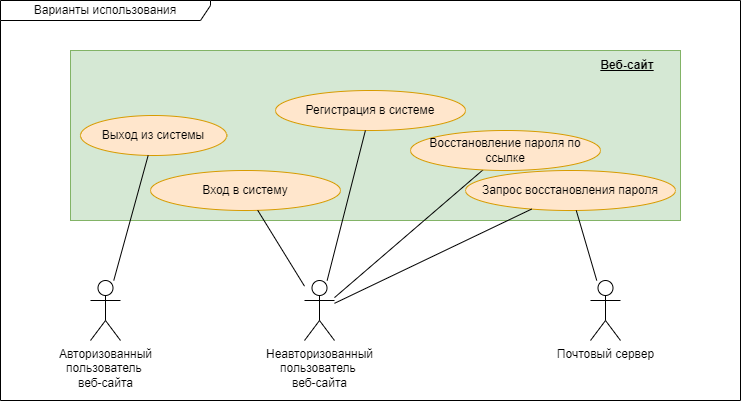 Варианты использования
Веб-сайт
Регистрация в системе
Выход из системы
Восстановление пароля по
ссылке
Вход в систему
Запрос восстановления пароля
Авторизованный
пользователь
веб-сайта
Неавторизованный
пользователь
веб-сайта
Почтовый сервер